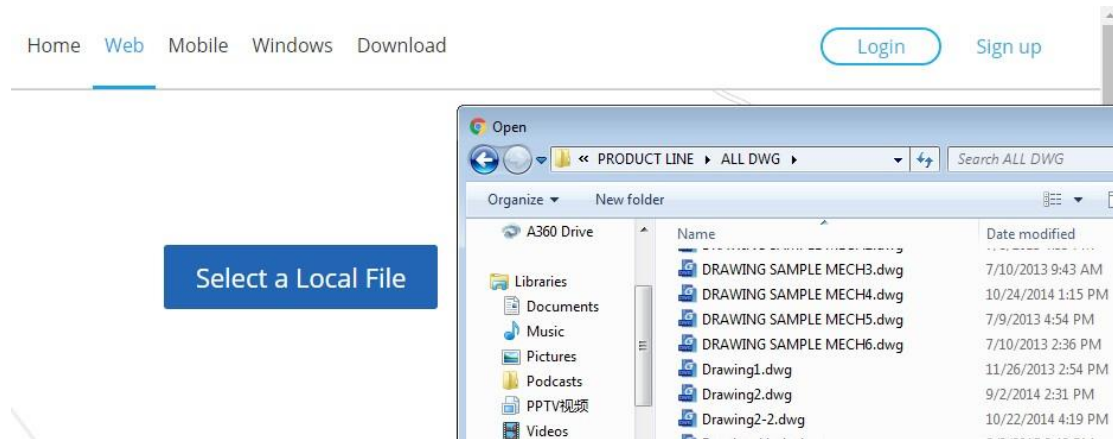 Home Web Mobile Windows Download Login Sign up
Open
« PRODUCT LINE ALL DWG Search ALL DWG
Organize New folder
A360 Drive
Libraries
Documents
Music
Pictures
Podcasts
PPTV视频
Videos
Select a Local File
Name Date modified
DRAWING SAMPLE MECH3.dwg 7/10/2013 9:43 AM
DRAWING SAMPLE MECH4.dwg 10/24/2014 1:15 PM
DRAWING SAMPLE MECH5.dwg 7/9/2013 4:54 PM
DRAWING SAMPLE MECH6.dwg 7/10/2013 2:36 PM
Drawing1.dwg 11/26/2013 2:54 PM
Drawing2.dwg 9/2/2014 2:31 PM
Drawing2-2.dwg 10/22/2014 4:19 PM